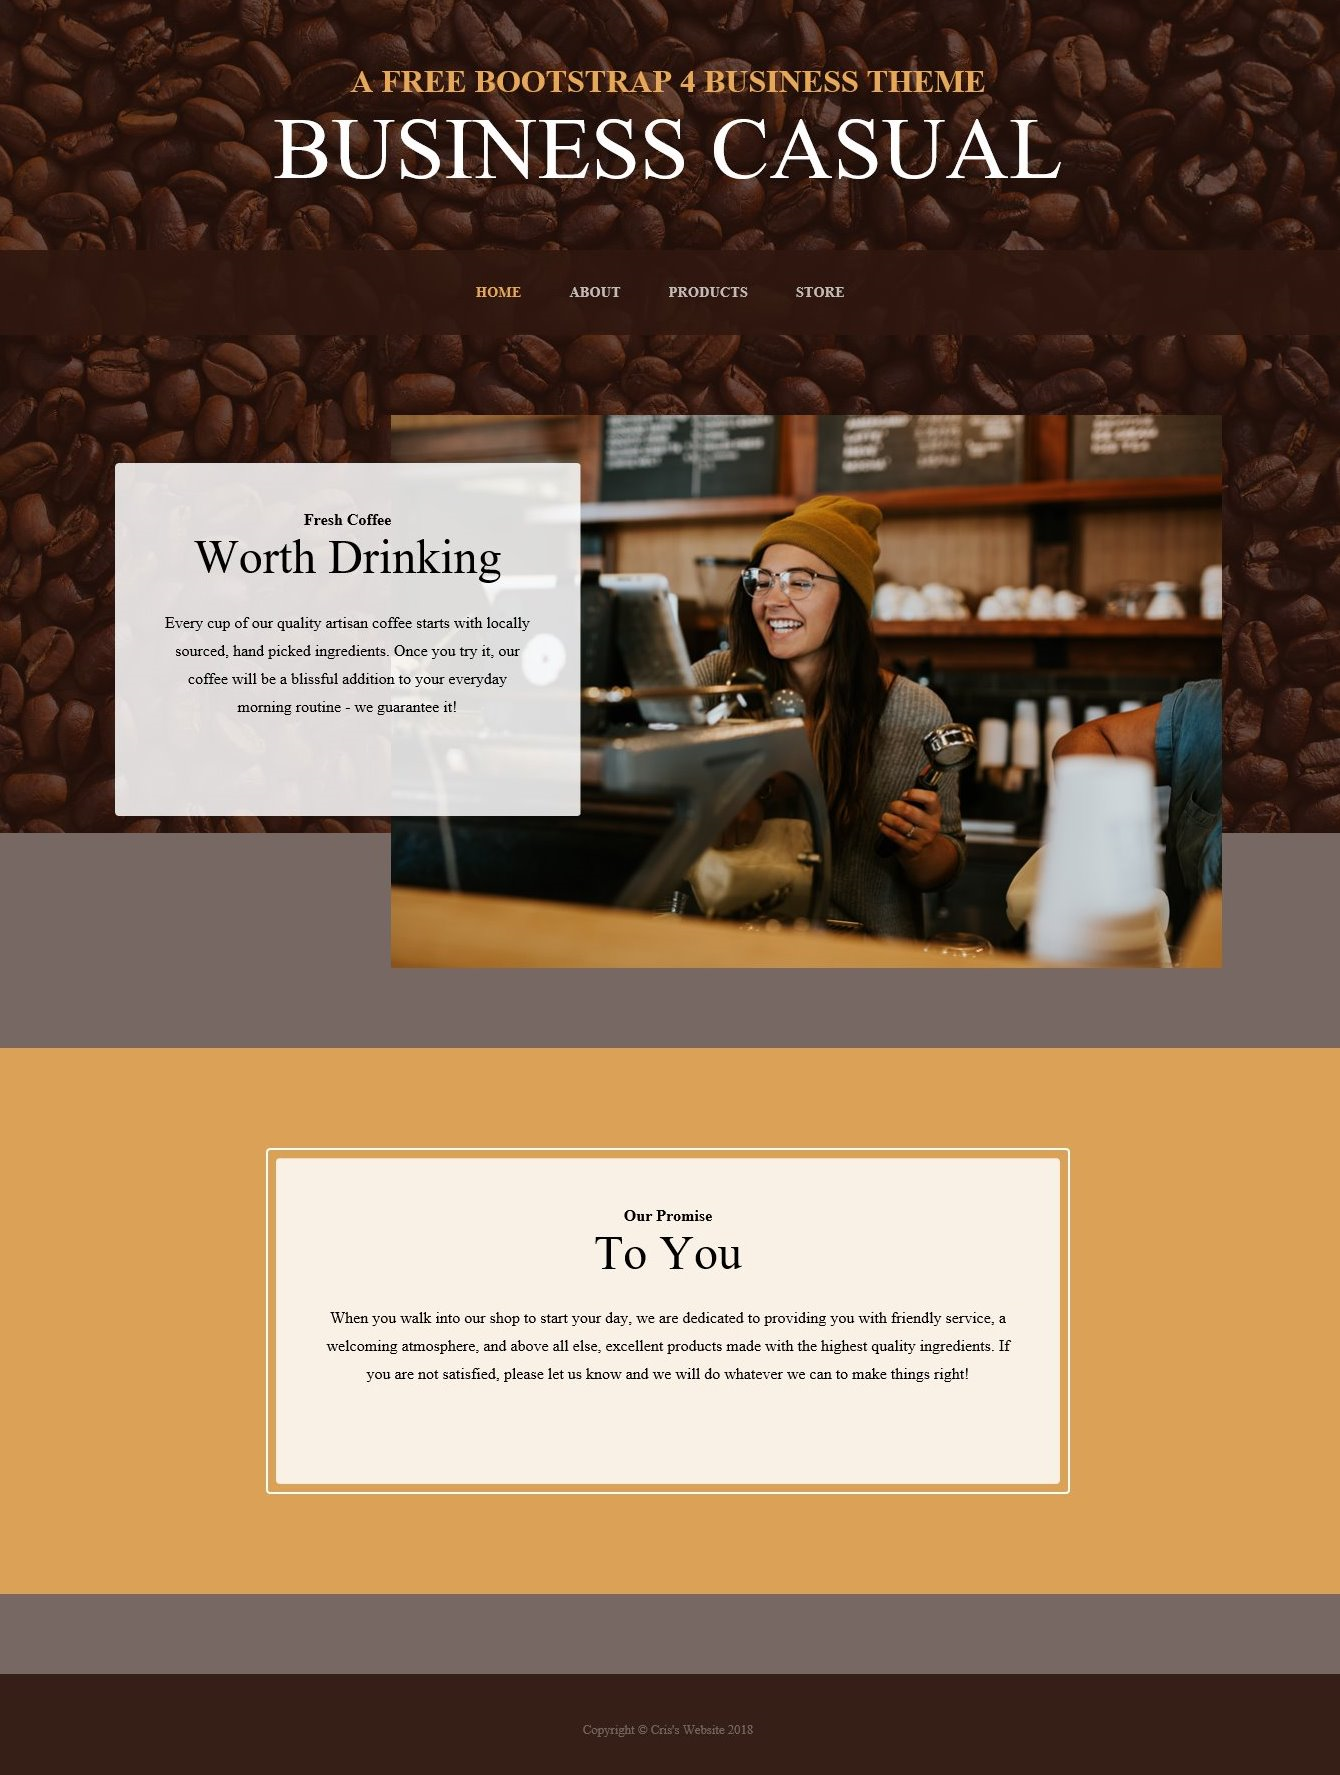 A FREE BOOTSTRAP 4 BUSINESS THEME
BUSINESS CASUAL
HOME ABOUT PRODUCTS STORE
Fresh Coffee
Worth Drinking
Every cup of our quality artisan coffee starts with locally
sourced, hand picked ingredients. Once you try it, our
coffee will be a blissful addition to your everyday
morning routine - we guarantee it!
Our Promise
To You
When you walk into our shop to start your day, we are dedicated to providing you with friendly service, a
welcoming atmosphere, and above all else, excellent products made with the highest quality ingredients. If
you are not satisfied, please let us know and we will do whatever we can to make things right!
Copyright © Cris's Website 2018